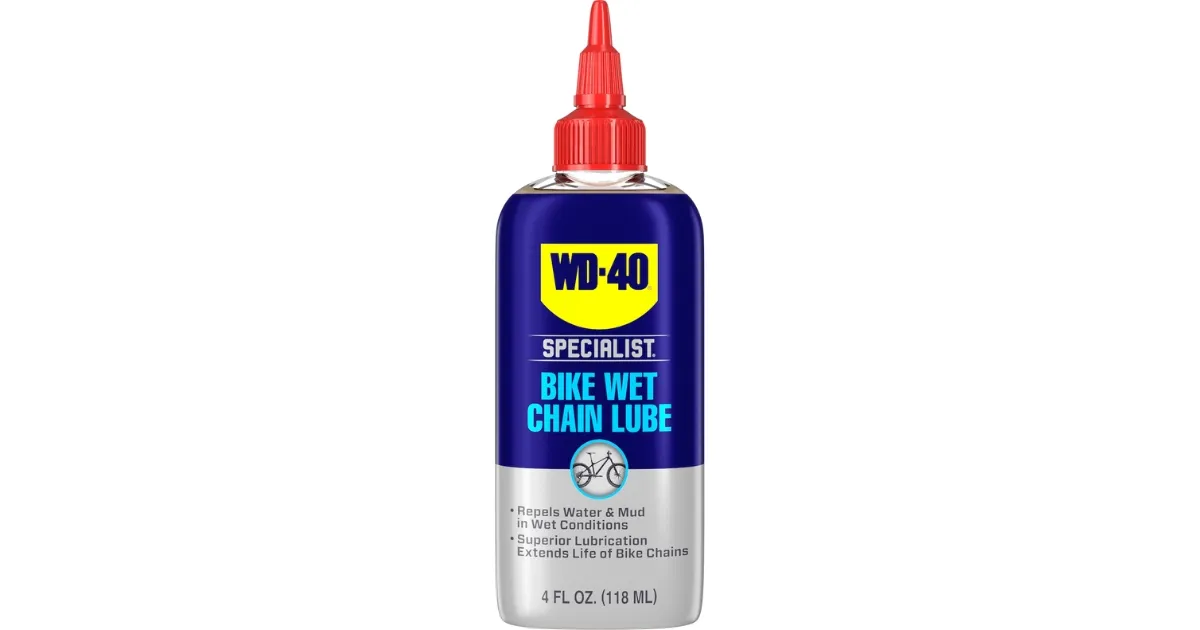 WD-40®
SPECIALIST®
BIKE WET
CHAIN LUBE
• Repels Water & Mud
in Wet Conditions
• Superior Lubrication
Extends Life of Bike Chains
4 FL OZ. (118 ML)